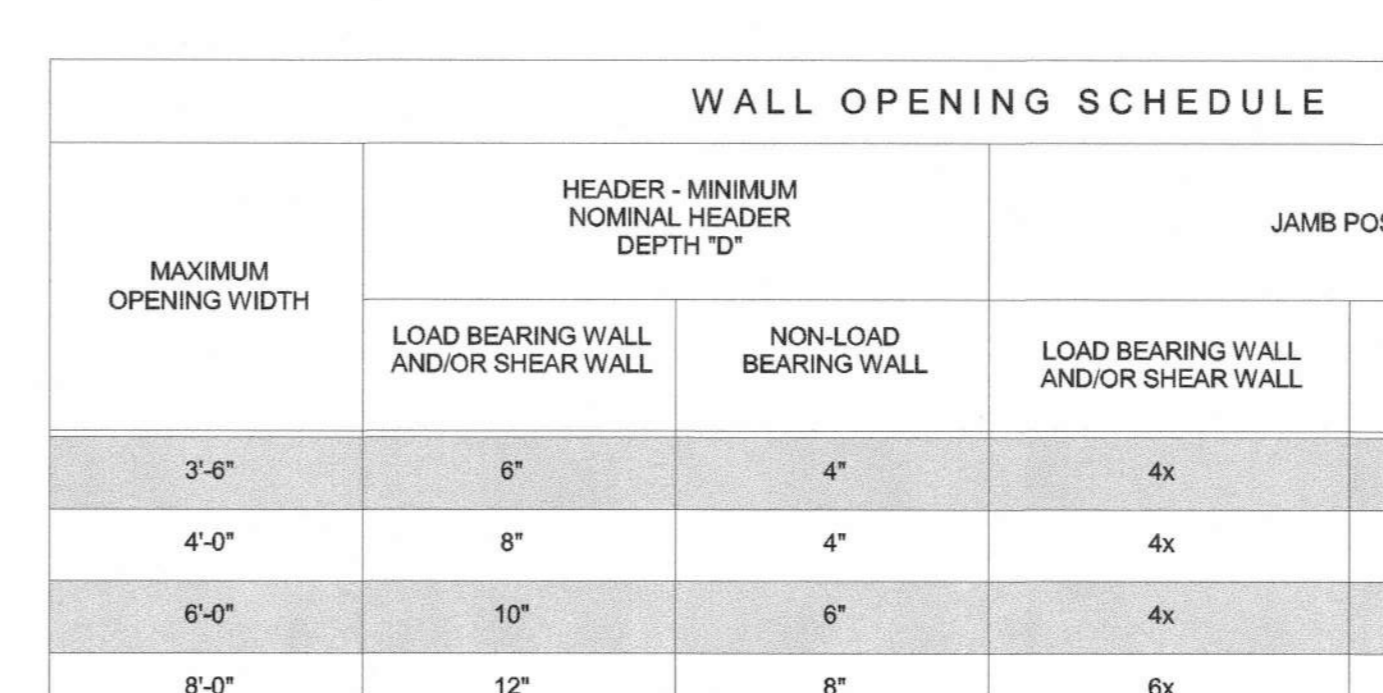 WALL OPENING SCHEDULE
MAXIMUM
OPENING WIDTH
HEADER - MINIMUM
NOMINAL HEADER
DEPTH "D"
JAMB
LOAD BEARING WALL
AND/OR SHEAR WALL
NON-LOAD
BEARING WALL
LOAD BEARING WALL
AND/OR SHEAR WALL
3'-6" 6" 4" 4x
4'-0" 8" 4" 4x
6'-0" 10" 6" 4x
8'-0" 12" 8" 6x